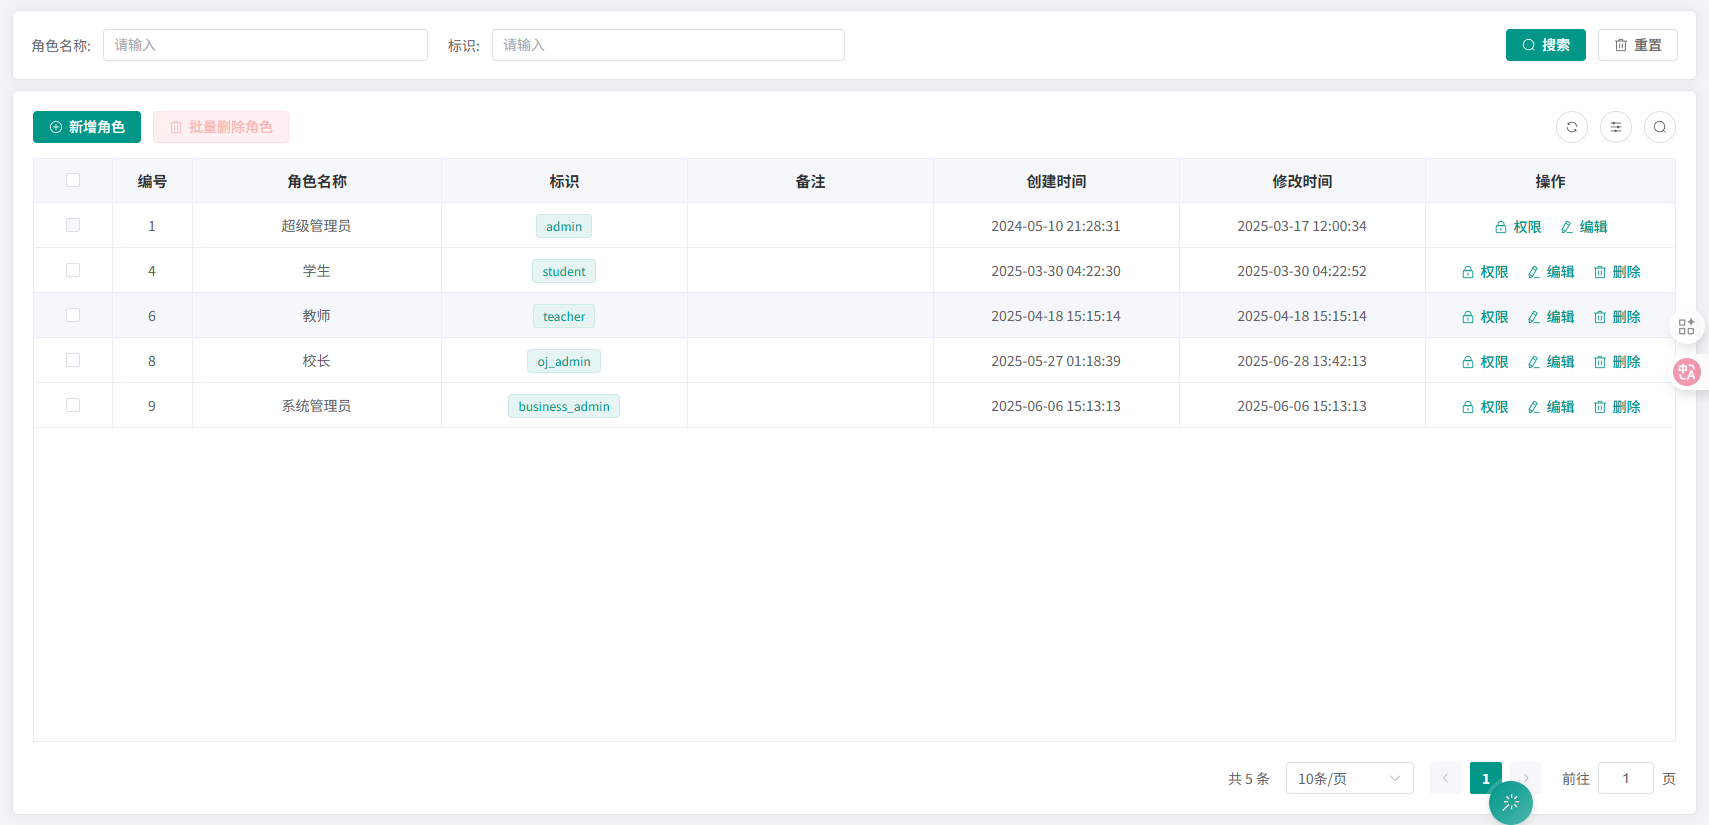 角色名称: 请输入 标识: 请输入 搜索 重置
新增角色 批量删除角色
编号 角色名称 标识 备注 创建时间 修改时间 操作
1 超级管理员 admin 2024-05-10 21:28:31 2025-03-17 12:00:34 权限 编辑
4 学生 student 2025-03-30 04:22:30 2025-03-30 04:22:52 权限 编辑 删除
6 教师 teacher 2025-04-18 15:15:14 2025-04-18 15:15:14 权限 编辑 删除
8 校长 oj_admin 2025-05-27 01:18:39 2025-06-28 13:42:13 权限 编辑 删除
9 系统管理员 business_admin 2025-06-06 15:13:13 2025-06-06 15:13:13 权限 编辑 删除
中A
共 5 条 10条/页 1 前往 1 页